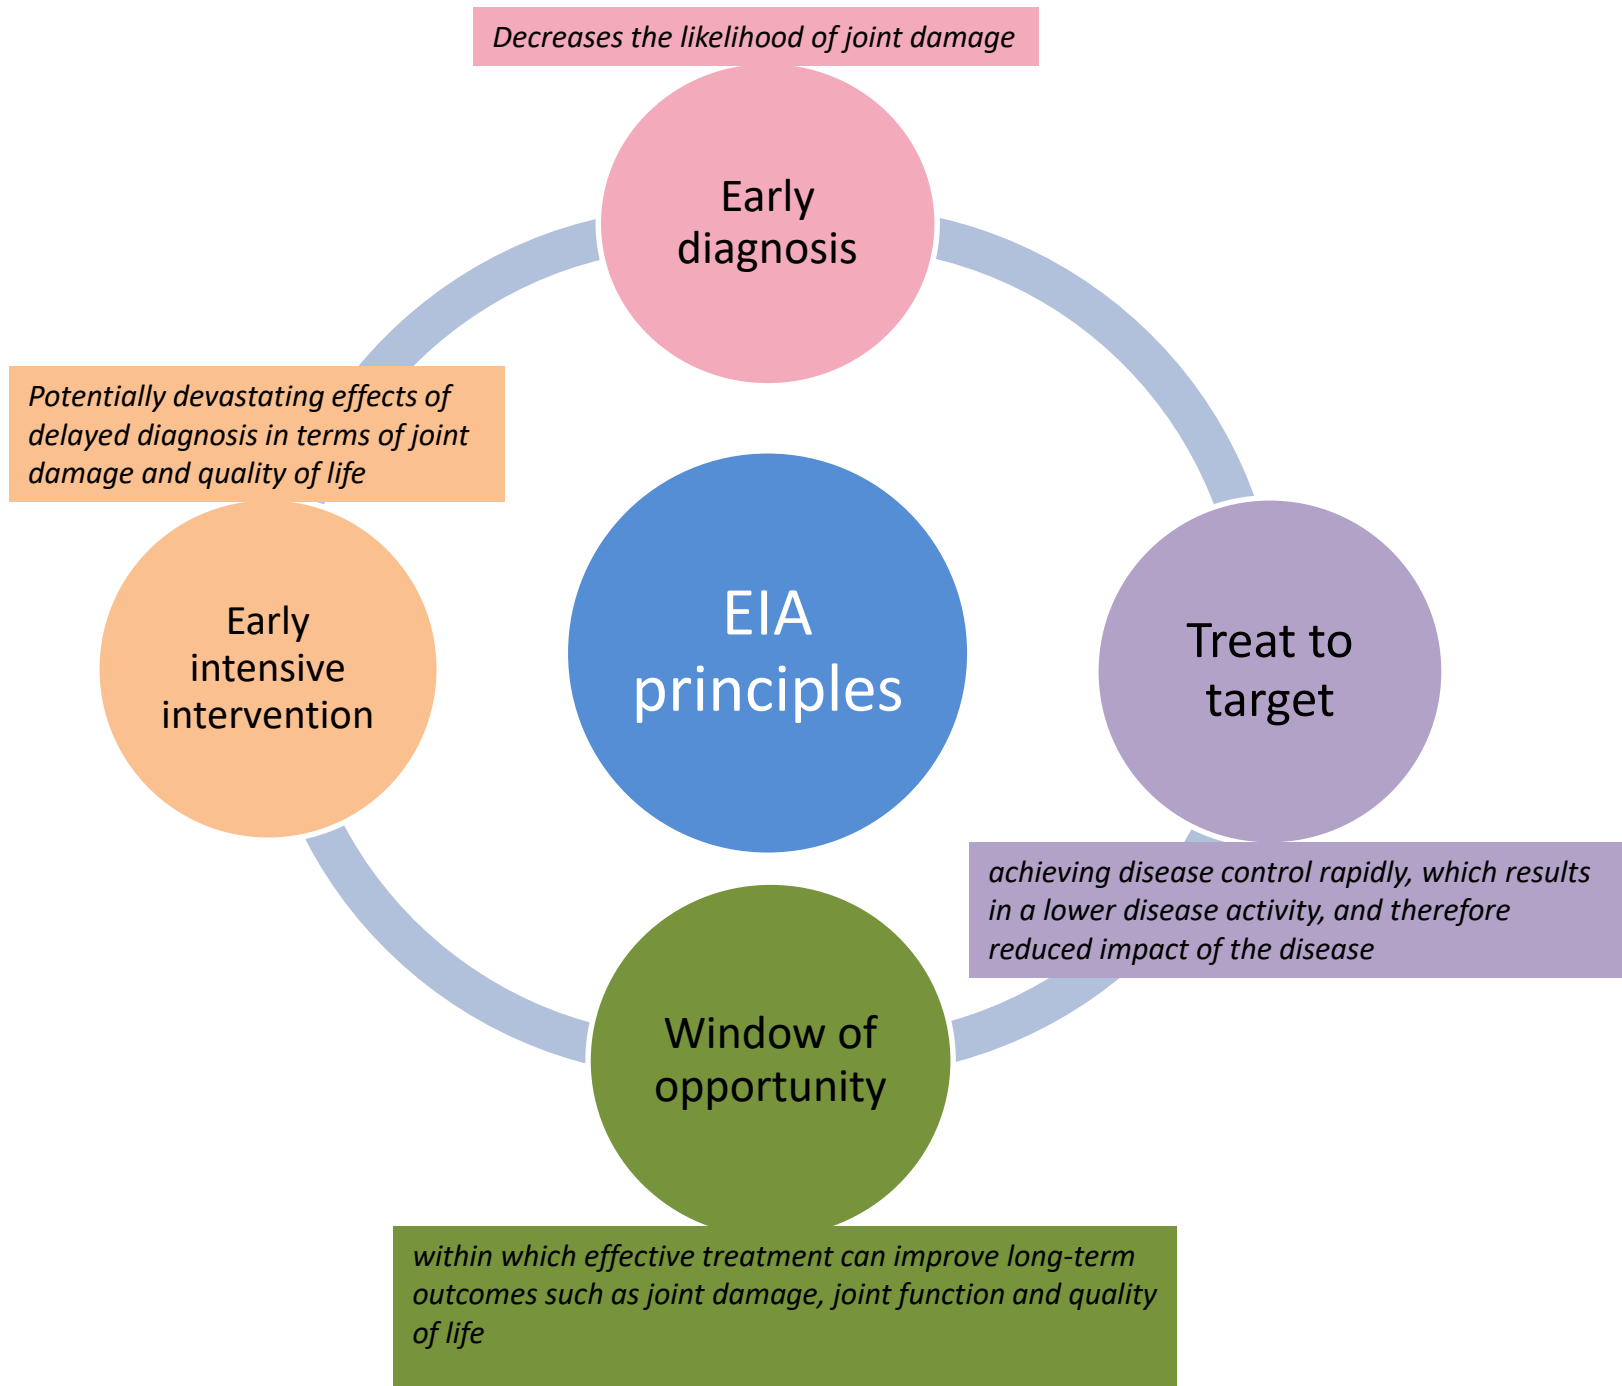 Decreases the likelihood of joint damage
Early
diagnosis
Potentially devastating effects of
delayed diagnosis in terms of joint
damage and quality of life
Early
intensive
intervention
EIA
principles
Treat to
target
achieving disease control rapidly, which results
in a lower disease activity, and therefore
reduced impact of the disease
Window of
opportunity
within which effective treatment can improve long-term
outcomes such as joint damage, joint function and quality
of life